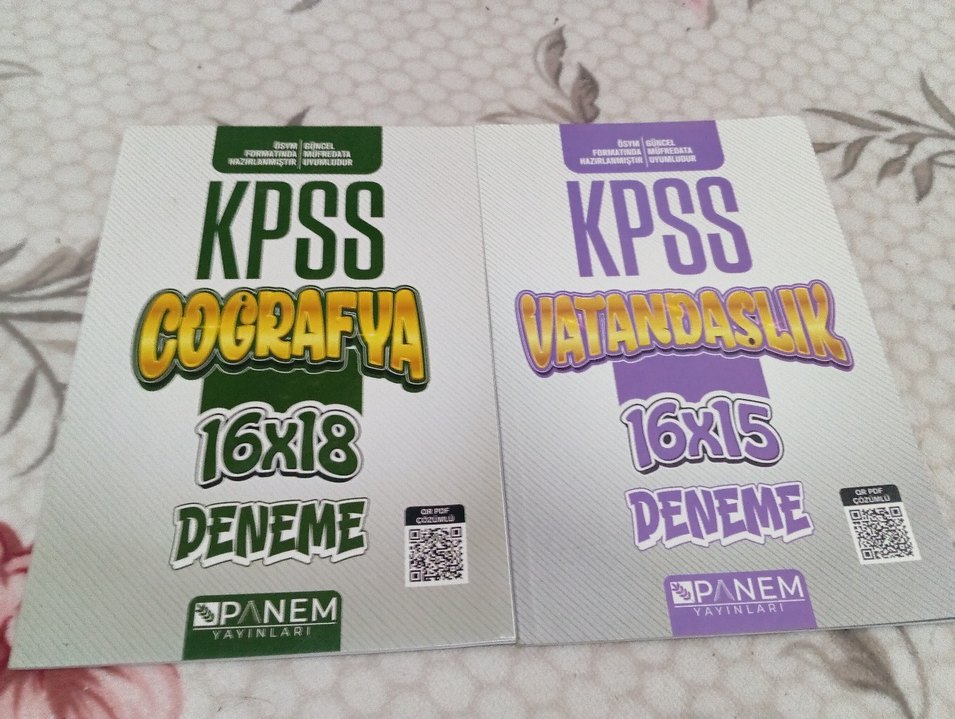 ÖSYM
FORMATINDA
HAZIRLANMIŞTIR
GÜNCEL
MÜFREDATA
UYUMLUDUR
KPSS
COĞRAFYA
16x18
DENEME
QR PDF
ÇÖZÜMLÜ
PANEM
YAYINLARI
ÖSYM
FORMATINDA
HAZIRLANMIŞTIR
GÜNCEL
MÜFREDATA
UYUMLUDUR
KPSS
VATANDAŞLIK
16x15
DENEME
QR PDF
ÇÖZÜMLÜ
PANEM
YAYINLARI